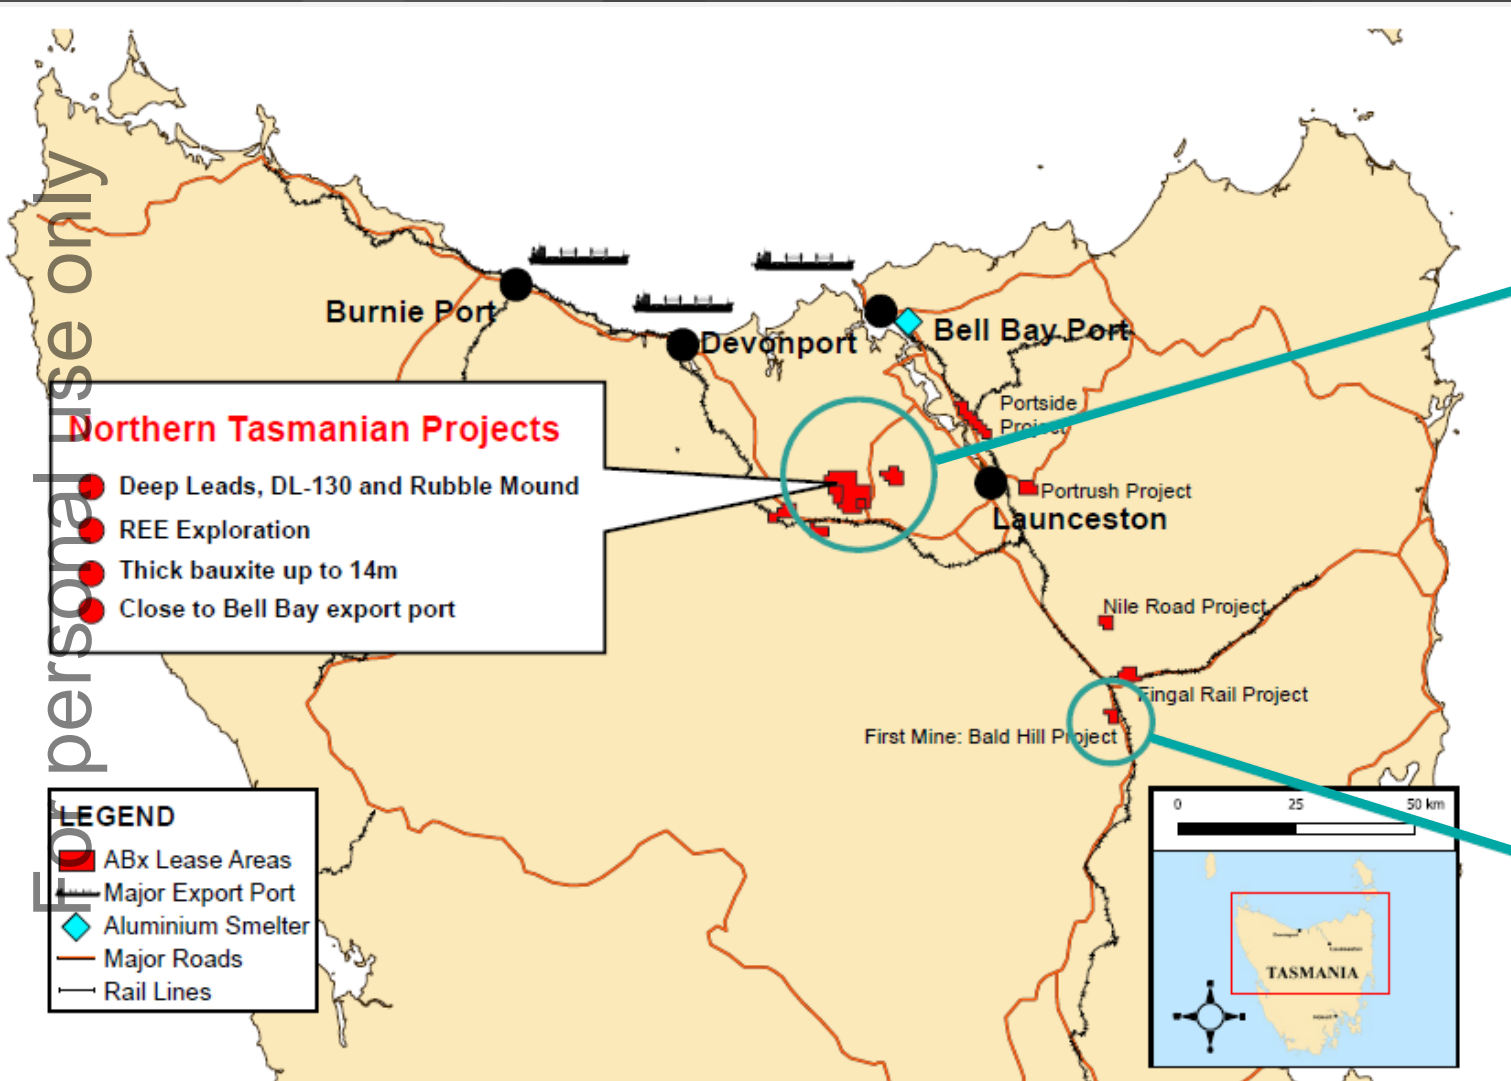 For personal use only
Burnie Port
Devonport
Bell Bay Port
Northern Tasmanian Projects
Deep Leads, DL-130 and Rubble Mound
REE Exploration
Thick bauxite up to 14m
Close to Bell Bay export port
Portside
Project
Portrush Project
Launceston
Nile Road Project
Fingal Rail Project
First Mine: Bald Hill Project
LEGEND
ABx Lease Areas
Major Export Port
Aluminium Smelter
Major Roads
Rail Lines
0 25 50 km
TASMANIA